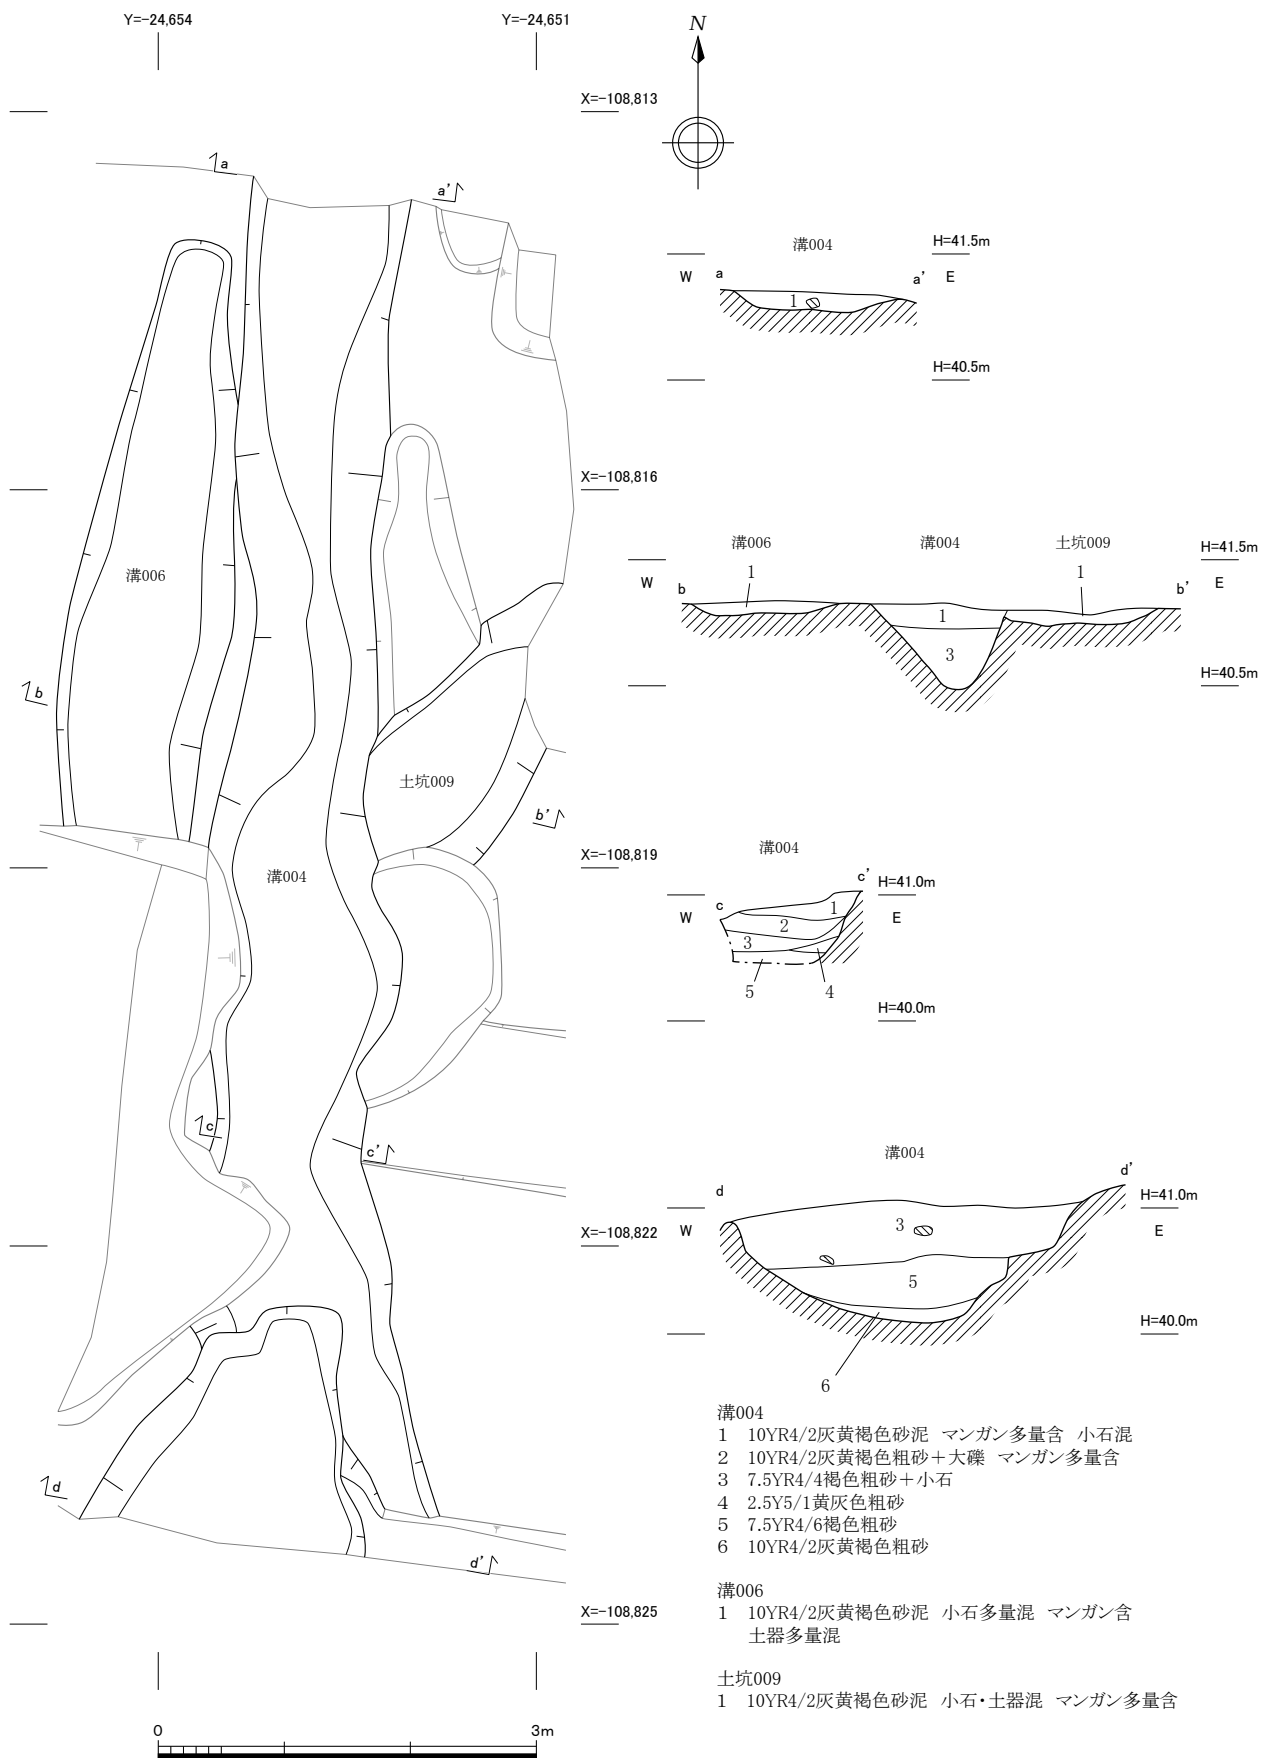 Y=-24,654
Y=-24,651
N
X=-108,813
a
a'
溝004
H=41.5m
W
a
a'
E
H=40.5m
X=-108,816
溝006
溝004
土坑009
H=41.5m
1
1
W
b
b'
E
1
3
H=40.5m
溝006
b
土坑009
b'
X=-108,819
溝004
溝004
c'
H=41.0m
W
c
E
1
2
3
5
4
H=40.0m
c
c'
溝004
d'
d
H=41.0m
X=-108,822
W
E
3
5
H=40.0m
6
溝004
1 10YR4/2灰黄褐色砂泥 マンガン多量含 小石混
2 10YR4/2灰黄褐色粗砂+大礫 マンガン多量含
3 7.5YR4/4褐色粗砂+小石
4 2.5Y5/1黄灰色粗砂
5 7.5YR4/6褐色粗砂
6 10YR4/2灰黄褐色粗砂
d
d'
溝006
1 10YR4/2灰黄褐色砂泥 小石多量混 マンガン含
土器多量混
X=-108,825
土坑009
1 10YR4/2灰黄褐色砂泥 小石・土器混 マンガン多量含
0
3m